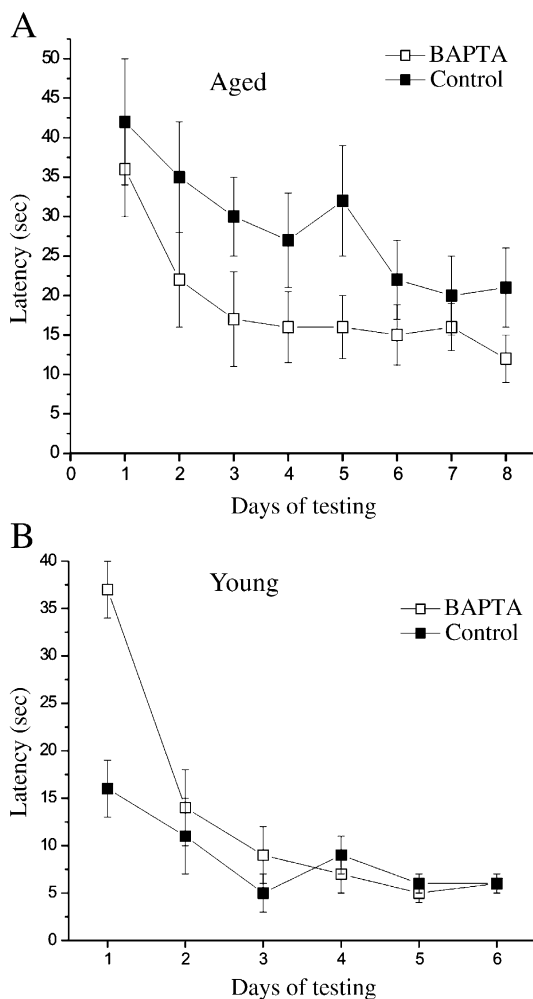 A
Aged
BAPTA
Control
50
45
40
35
30
25
20
15
10
5
0
Latency (sec)
0 1 2 3 4 5 6 7 8
Days of testing
B
Young
BAPTA
Control
40
35
30
25
20
15
10
5
0
Latency (sec)
1 2 3 4 5 6
Days of testing